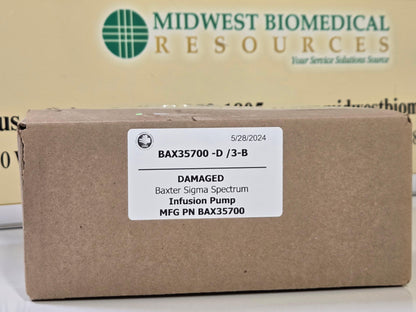 MIDWEST BIOMEDICAL
RESOURCES
Your Service Solutions Source
midwestbiom
5/28/2024
BAX35700 -D /3-B
DAMAGED
Baxter Sigma Spectrum
Infusion Pump
MFG PN BAX35700